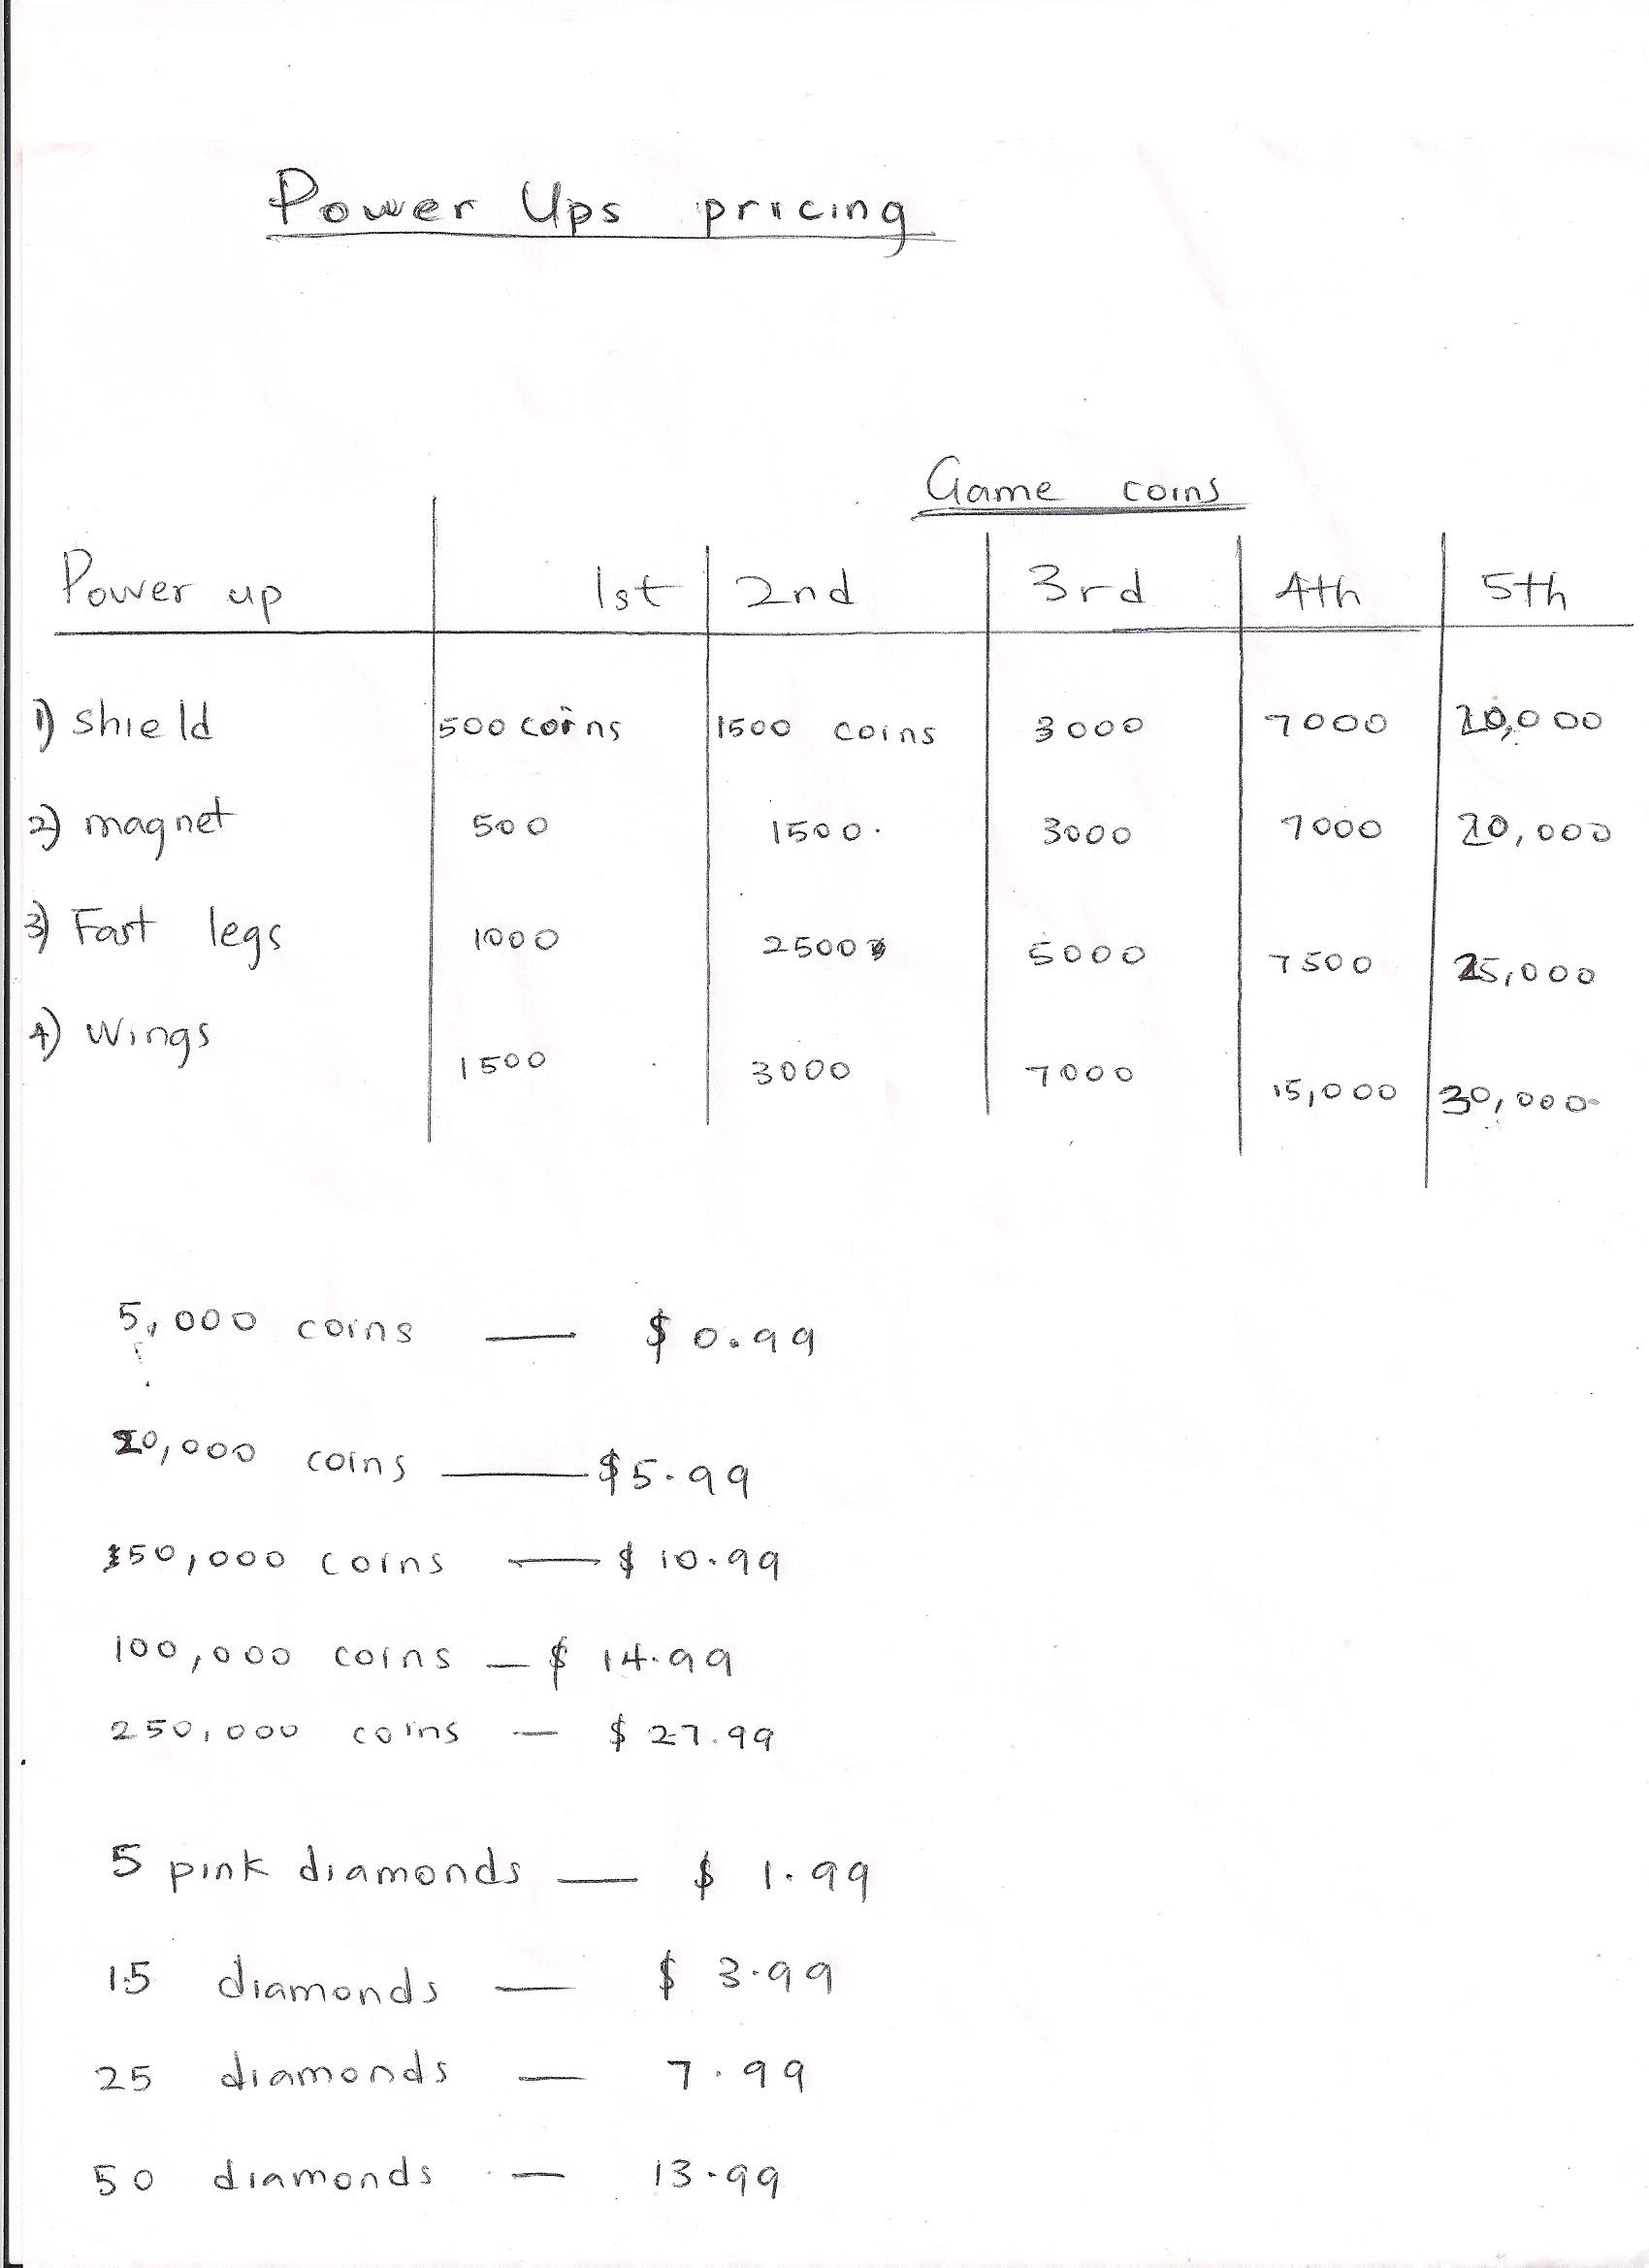 Power Ups pricing
Game coins
Power up 1st 2nd 3rd 4th 5th
1) shield 500 coins 1500 coins 3000 7000 20,000
2) magnet 500 1500. 3000 7000 20,000
3) Fast legs 1000 2500 5000 7500 25,000
4) Wings 1500 3000 7000 15,000 30,000
5,000 coins — $ 0.99
20,000 coins — $5.99
50,000 coins — $ 10.99
100,000 coins — $ 14.99
250,000 coins — $ 27.99
5 pink diamonds — $ 1.99
15 diamonds — $ 3.99
25 diamonds — 7.99
50 diamonds — 13.99